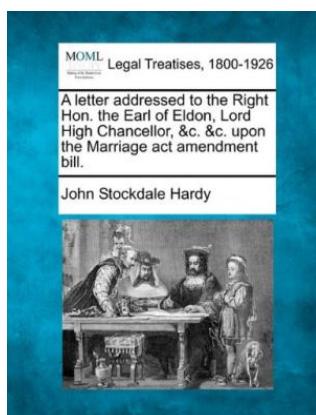 MOML Legal Treatises, 1800-1926
A letter addressed to the Right
Hon. the Earl of Eldon, Lord
High Chancellor, &c. &c. upon
the Marriage act amendment
bill.
John Stockdale Hardy